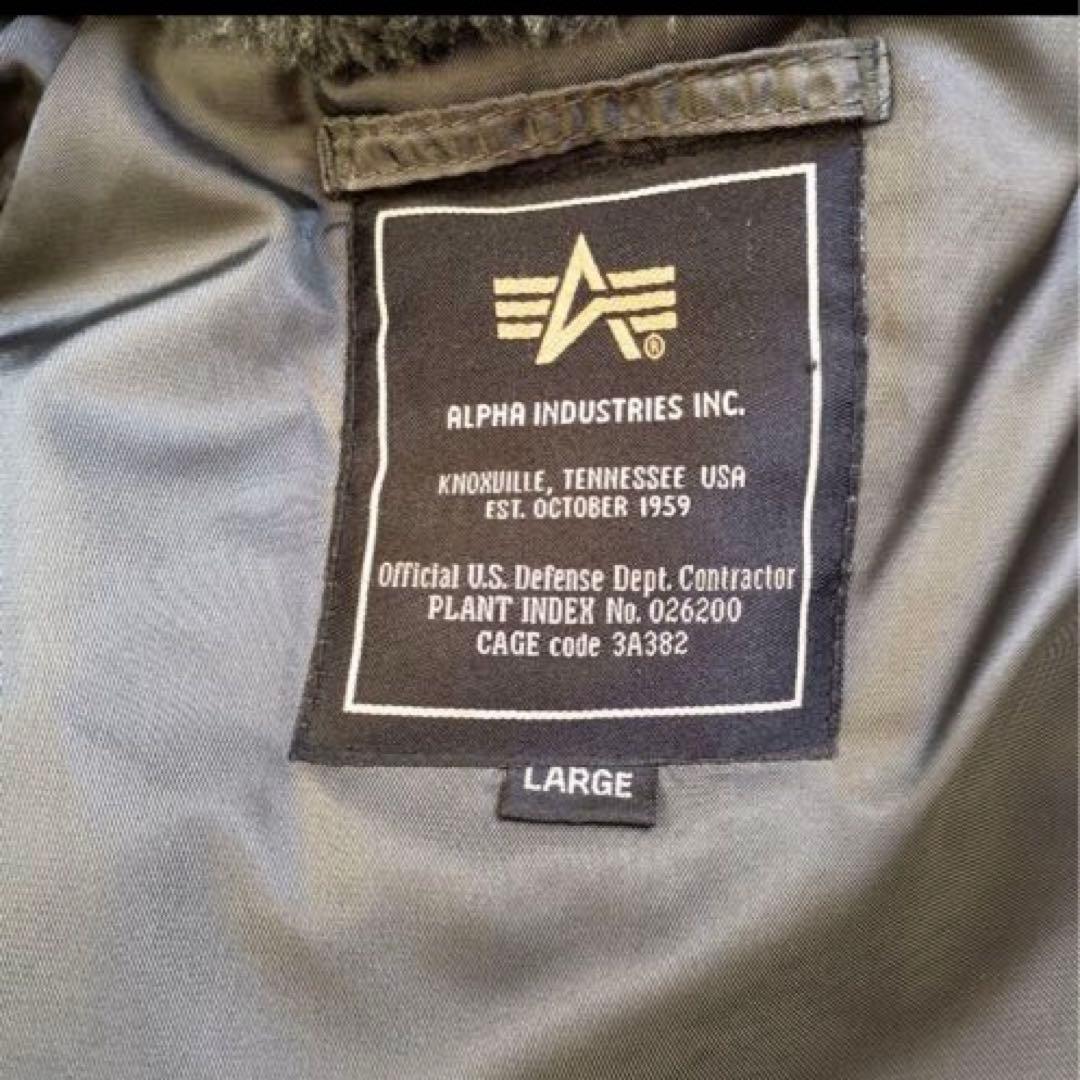 ALPHA INDUSTRIES INC.
KNOXVILLE, TENNESSEE USA
EST. OCTOBER 1959
Official U.S. Defense Dept. Contractor
PLANT INDEX No. 026200
CAGE code 3A382
LARGE